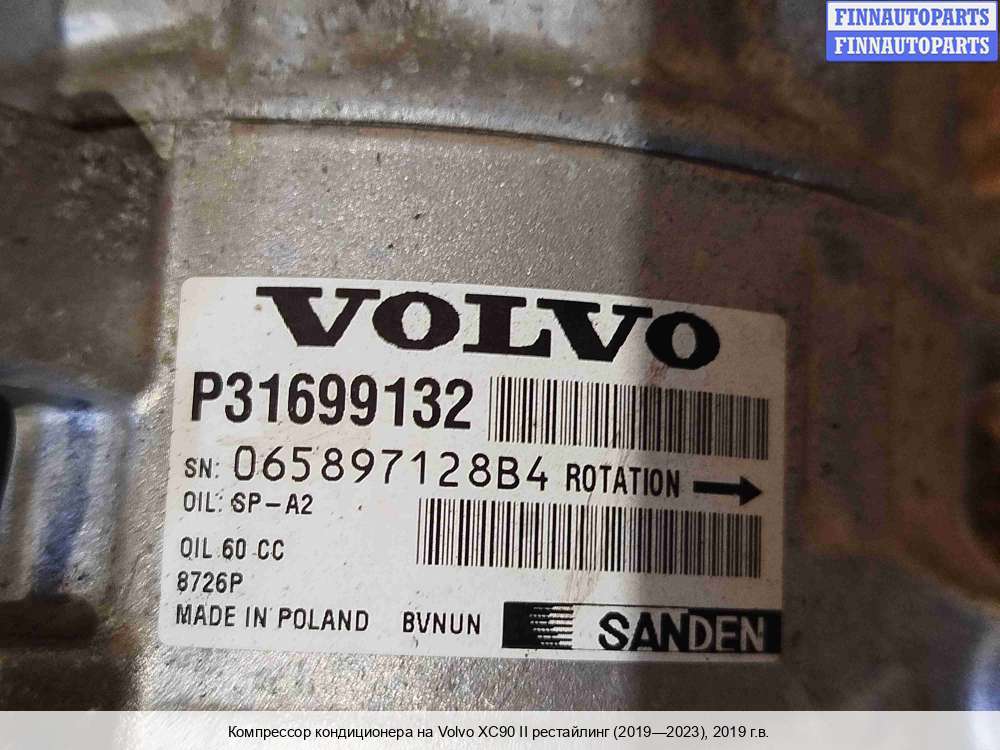 FINNAUTOPARTS
FINNAUTOPARTS
VOLVO
P31699132
SN: 065897128B4 ROTATION
OIL: SP-A2
OIL 60 CC
8726P
MADE IN POLAND BVNUN SANDEN
Компрессор кондиционера на Volvo XC90 II рестайлинг (2019—2023), 2019 г.в.